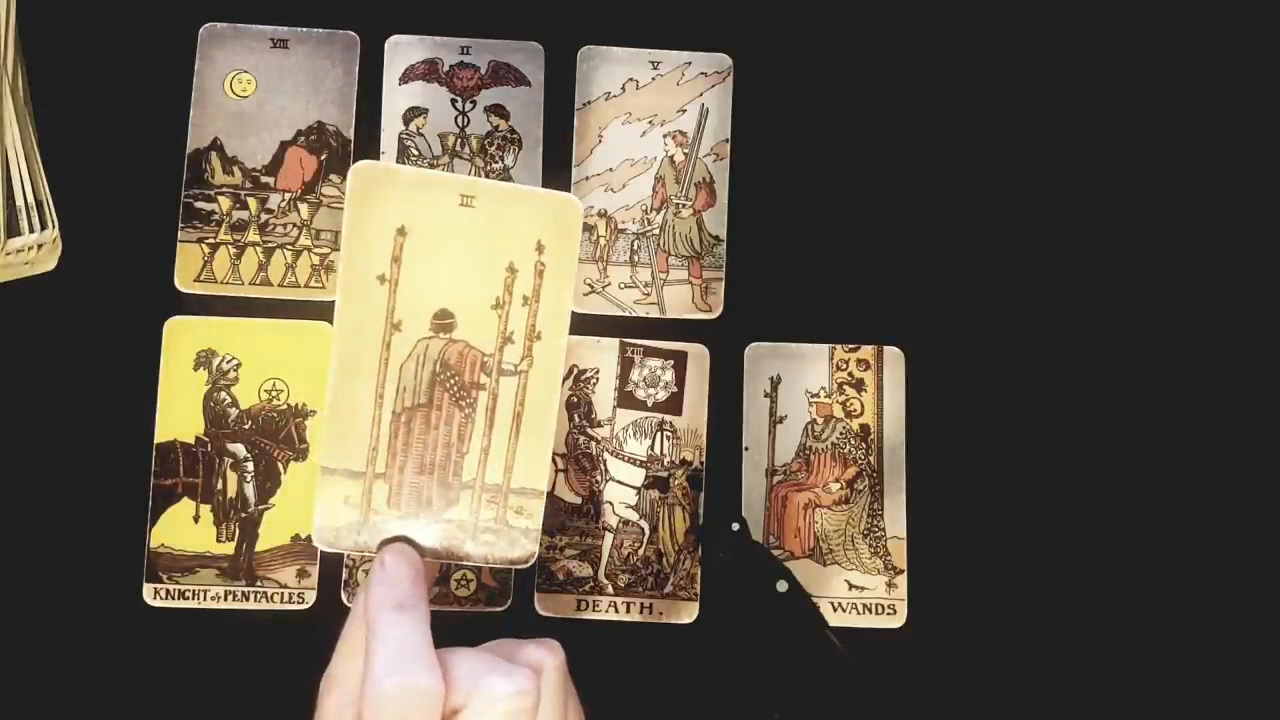 VIII
II
V
III
XIII
KNIGHT of PENTACLES.
DEATH.
WANDS